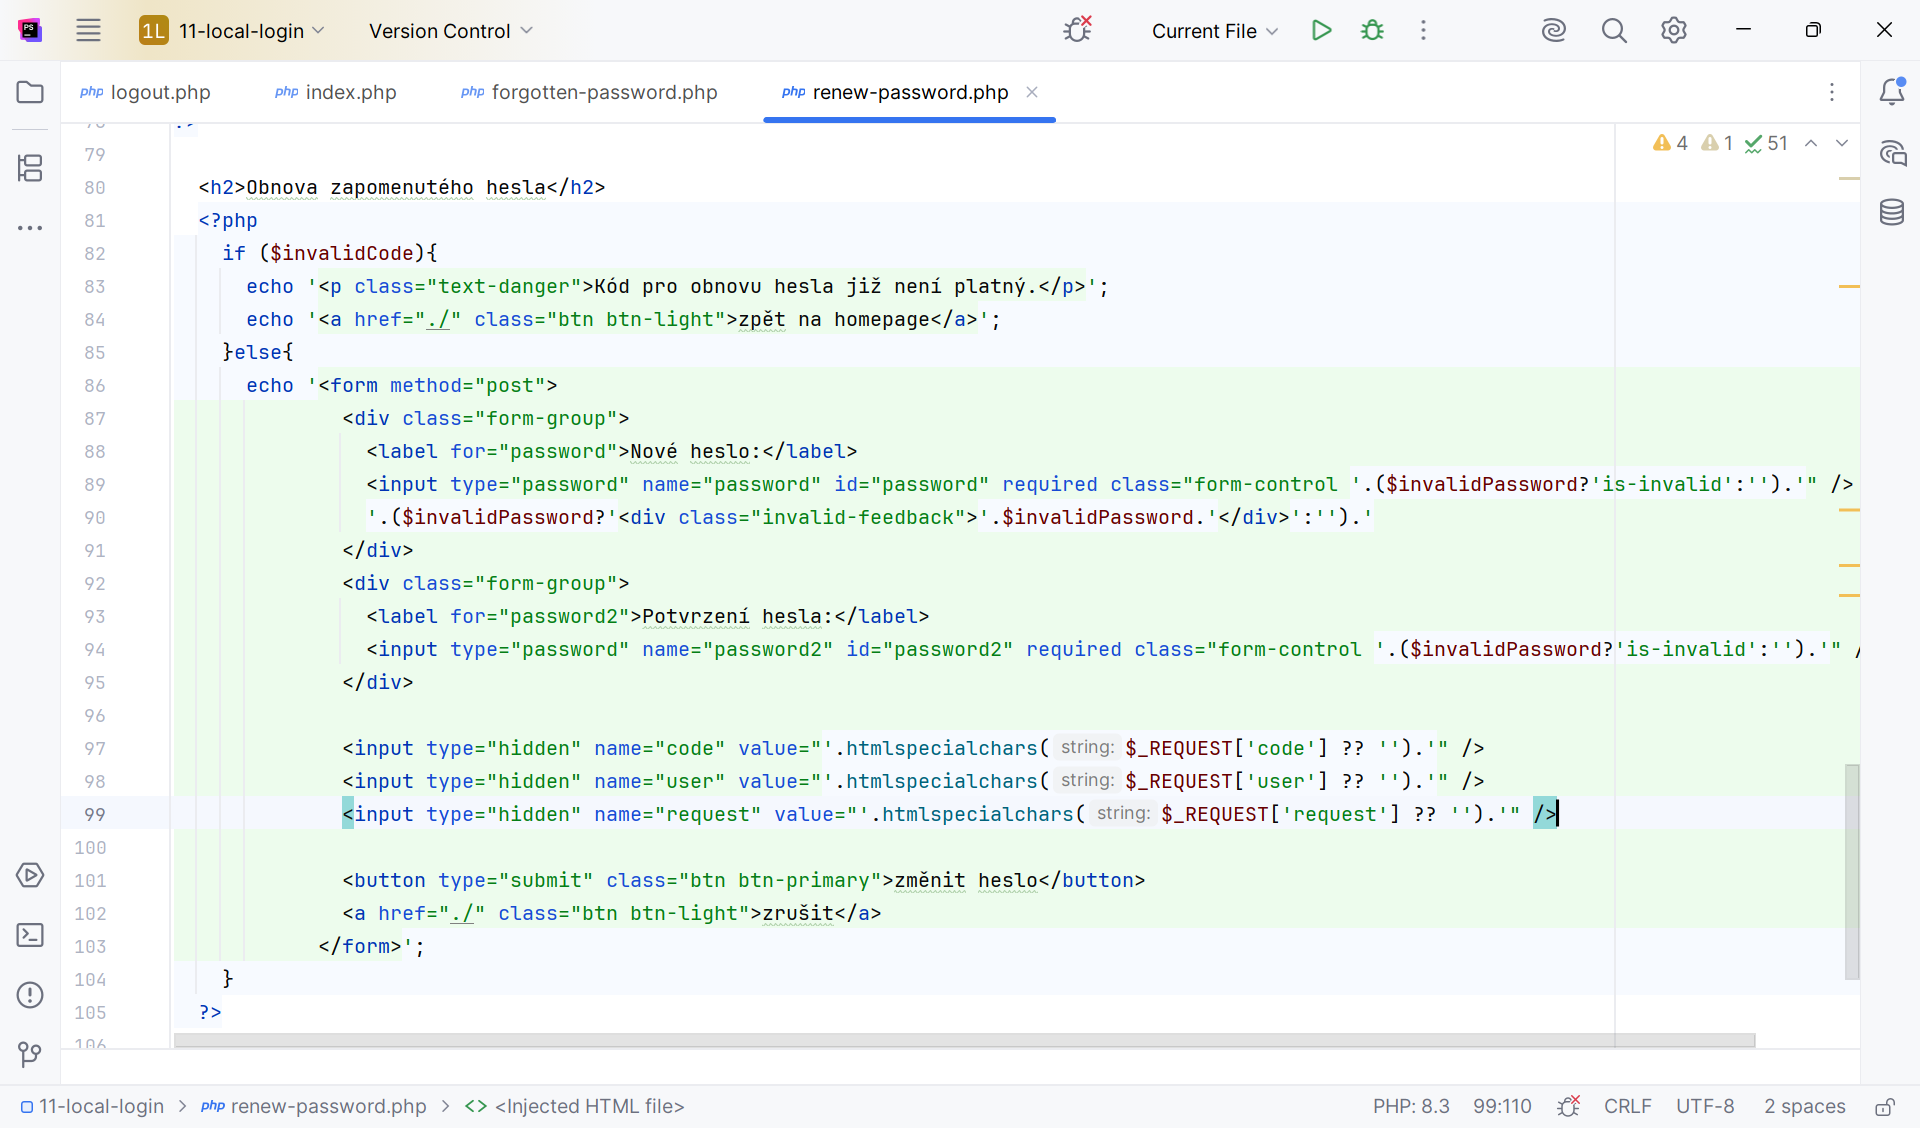 1L 11-local-login Version Control Current File
php logout.php php index.php php forgotten-password.php php renew-password.php
4 1 51
79
80 <h2>Obnova zapomenutého hesla</h2>
81 <?php
82 if ($invalidCode){
83 echo '<p class="text-danger">Kód pro obnovu hesla již není platný.</p>';
84 echo '<a href="./" class="btn btn-light">zpět na homepage</a>';
85 }else{
86 echo '<form method="post">
87 <div class="form-group">
88 <label for="password">Nové heslo:</label>
89 <input type="password" name="password" id="password" required class="form-control '.($invalidPassword?'is-invalid':'').'" />
90 '.($invalidPassword?'<div class="invalid-feedback">'.$invalidPassword.'</div>':'').'
91 </div>
92 <div class="form-group">
93 <label for="password2">Potvrzení hesla:</label>
94 <input type="password" name="password2" id="password2" required class="form-control '.($invalidPassword?'is-invalid':'').'" /
95 </div>
96
97 <input type="hidden" name="code" value="'.htmlspecialchars( string: $_REQUEST['code'] ?? '').'" />
98 <input type="hidden" name="user" value="'.htmlspecialchars( string: $_REQUEST['user'] ?? '').'" />
99 <input type="hidden" name="request" value="'.htmlspecialchars( string: $_REQUEST['request'] ?? '').'" />
100
101 <button type="submit" class="btn btn-primary">změnit heslo</button>
102 <a href="./" class="btn btn-light">zrušit</a>
103 </form>';
104 }
105 ?>
106
11-local-login > php renew-password.php > <> <Injected HTML file> PHP: 8.3 99:110 CRLF UTF-8 2 spaces